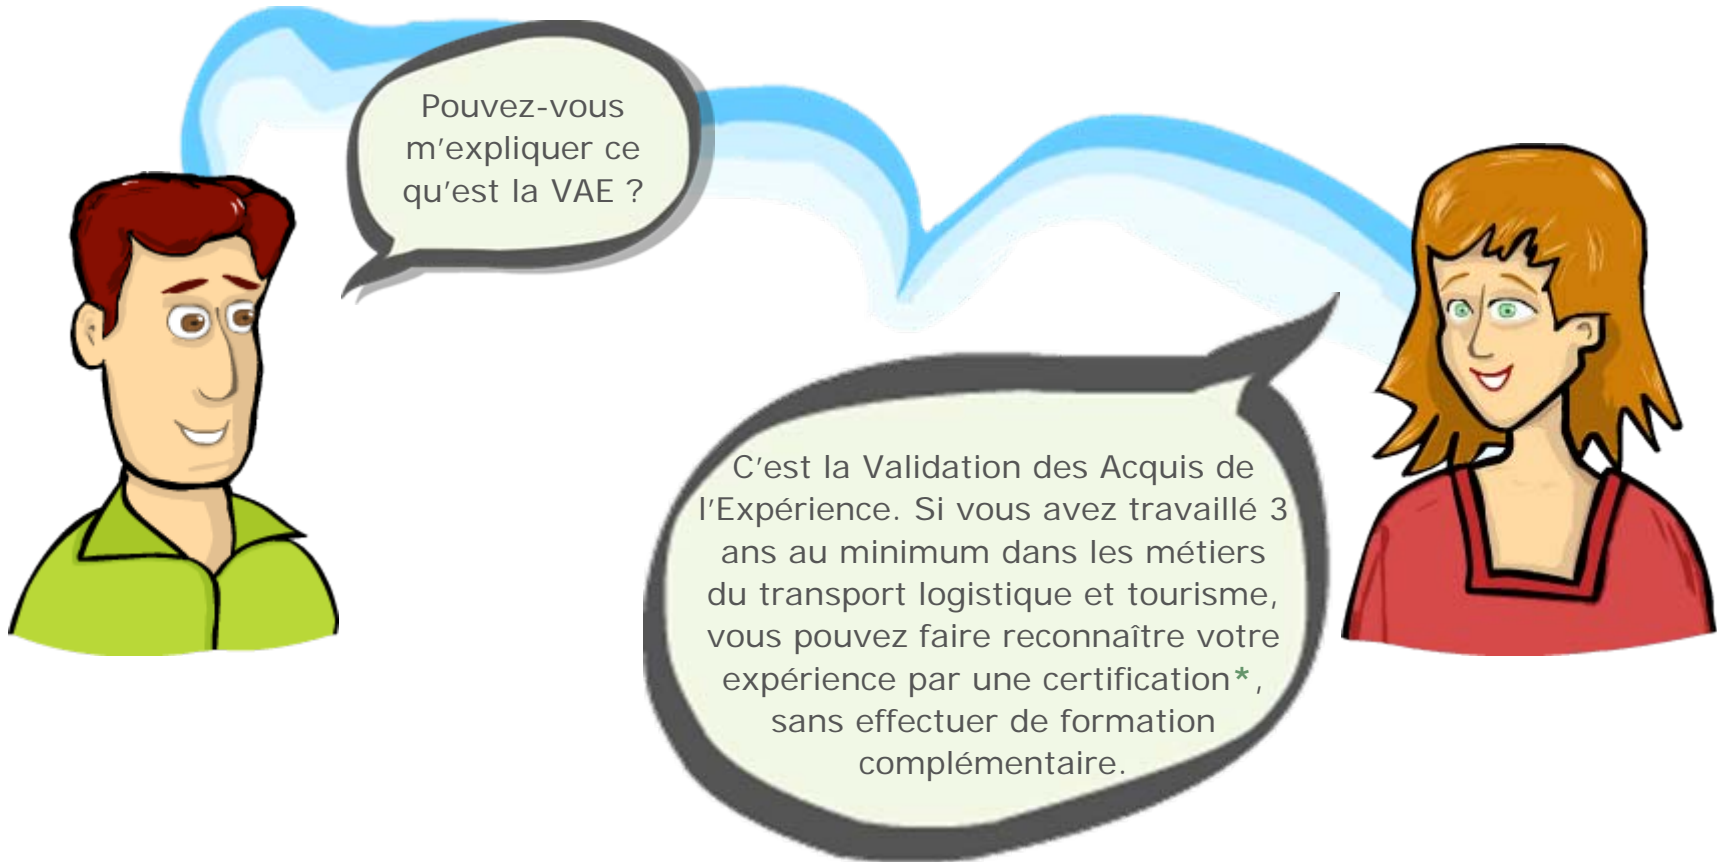 Pouvez-vous
m'expliquer ce
qu'est la VAE ?
C'est la Validation des Acquis de
l'Expérience. Si vous avez travaillé 3
ans au minimum dans les métiers
du transport logistique et tourisme,
vous pouvez faire reconnaître votre
expérience par une certification*,
sans effectuer de formation
complémentaire.